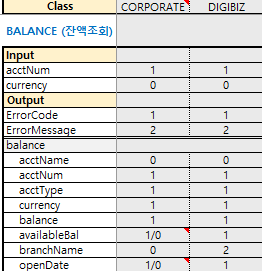 Class CORPORATE DIGIBIZ
BALANCE (잔액조회)
Input
acctNum 1 1
currency 0 0
Output
ErrorCode 1 1
ErrorMessage 2 2
balance
acctName 0 0
acctNum 1 1
acctType 1 1
currency 1 1
balance 1 1
availableBal 1/0 1
branchName 0 2
openDate 1/0 1